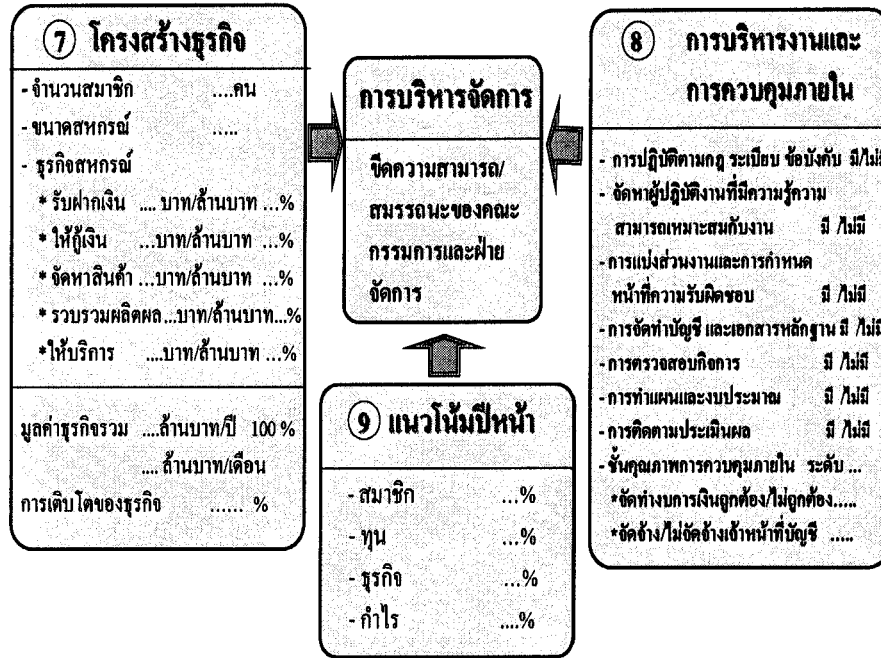 7 โครงสร้างธุรกิจ
- จำนวนสมาชิก ....คน
- ขนาดสหกรณ์ .....
- ธุรกิจสหกรณ์
* รับฝากเงิน .... บาท/ล้านบาท ...%
* ให้กู้เงิน ...บาท/ล้านบาท ...%
* จัดหาสินค้า ...บาท/ล้านบาท ...%
* รวบรวมผลิตผล...บาท/ล้านบาท...%
*ให้บริการ ....บาท/ล้านบาท ...%
มูลค่าธุรกิจรวม ....ล้านบาท/ปี 100 %
.... ล้านบาท/เดือน
การเติบโตของธุรกิจ ...... %
การบริหารจัดการ
ขีดความสามารถ/
สมรรถนะของคณะ
กรรมการและฝ่าย
จัดการ
8 การบริหารงานและ
การควบคุมภายใน
- การปฏิบัติตามกฎ ระเบียบ ข้อบังคับ มี/ไม่มี
- จัดหาผู้ปฏิบัติงานที่มีความรู้ความ
สามารถเหมาะสมกับงาน มี /ไม่มี
- การแบ่งส่วนงานและการกำหนด
หน้าที่ความรับผิดชอบ มี /ไม่มี
- การจัดทำบัญชี และเอกสารหลักฐาน มี /ไม่มี
- การตรวจสอบกิจการ มี /ไม่มี
- การทำแผนและงบประมาณ มี /ไม่มี
- การติดตามประเมินผล มี /ไม่มี
- ชั้นคุณภาพการควบคุมภายใน ระดับ ...
*จัดทำงบการเงินถูกต้อง/ไม่ถูกต้อง.....
*จัดจ้าง/ไม่จัดจ้างเจ้าหน้าที่บัญชี .....
9 แนวโน้มปีหน้า
- สมาชิก ...%
- ทุน ...%
- ธุรกิจ ...%
- กำไร ....%